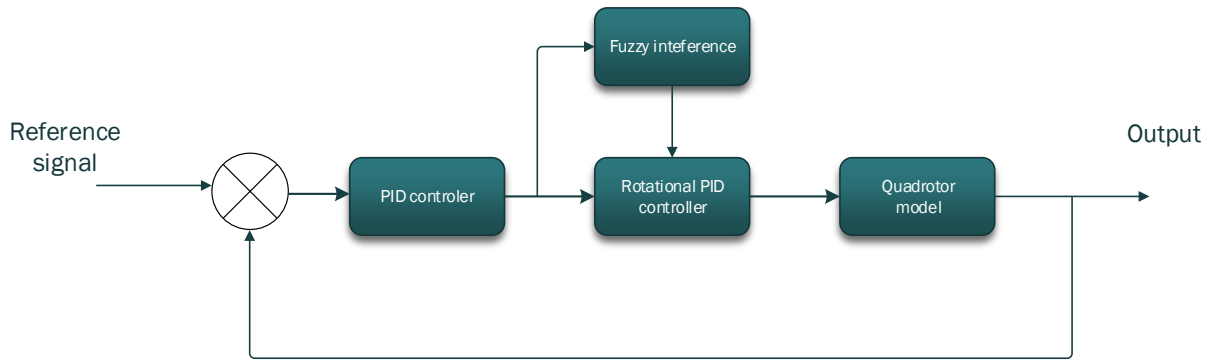 Fuzzy inteference
Reference
signal
Output
PID controler
Rotational PID
controller
Quadrotor
model